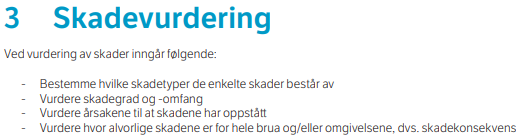 3 Skadevurdering
Ved vurdering av skader inngår følgende:
- Bestemme hvilke skadetyper de enkelte skader består av
- Vurdere skadegrad og -omfang
- Vurdere årsakene til at skadene har oppstått
- Vurdere hvor alvorlige skadene er for hele brua og/eller omgivelsene, dvs. skadekonsekvens